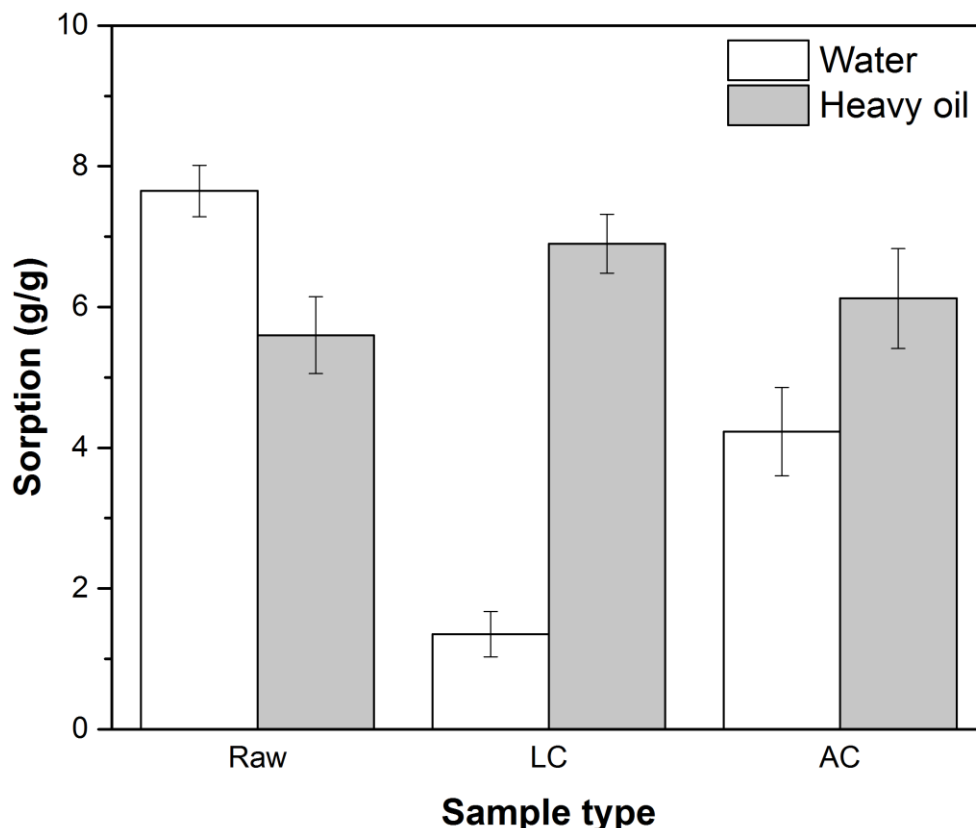 10
Water
Heavy oil
8
6
4
2
0
Sorption (g/g)
Raw LC AC
Sample type